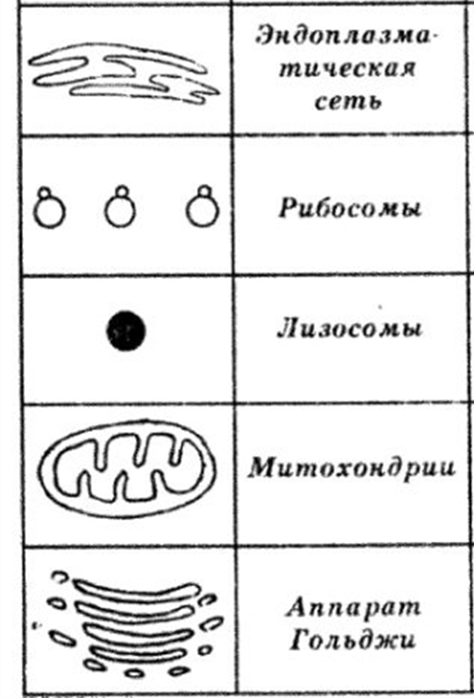 Эндоплазма-
тическая
сеть
Рибосомы
Лизосомы
Митохондрии
Аппарат
Гольджи